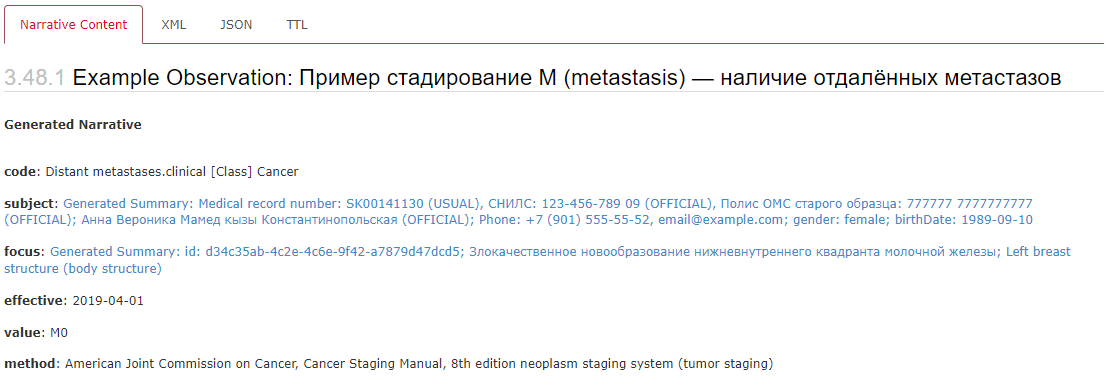 Narrative Content XML JSON TTL
3.48.1 Example Observation: Пример стадирование M (metastasis) — наличие отдалённых метастазов
Generated Narrative
code: Distant metastases.clinical [Class] Cancer
subject: Generated Summary: Medical record number: SK00141130 (USUAL), СНИЛС: 123-456-789 09 (OFFICIAL), Полис ОМС старого образца: 777777 7777777777
(OFFICIAL); Анна Вероника Мамед кызы Константинопольская (OFFICIAL); Phone: +7 (901) 555-55-52, email@example.com; gender: female; birthDate: 1989-09-10
focus: Generated Summary: id: d34c35ab-4c2e-4c6e-9f42-a7879d47dcd5; Злокачественное новообразование нижневнутреннего квадранта молочной железы; Left breast
structure (body structure)
effective: 2019-04-01
value: M0
method: American Joint Commission on Cancer, Cancer Staging Manual, 8th edition neoplasm staging system (tumor staging)